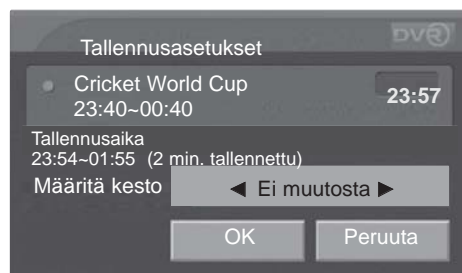 DVR
Tallennusasetukset
Cricket World Cup
23:40~00:40
23:57
Tallennusaika
23:54~01:55 (2 min. tallennettu)
Määritä kesto ◀ Ei muutosta ▶
OK Peruuta